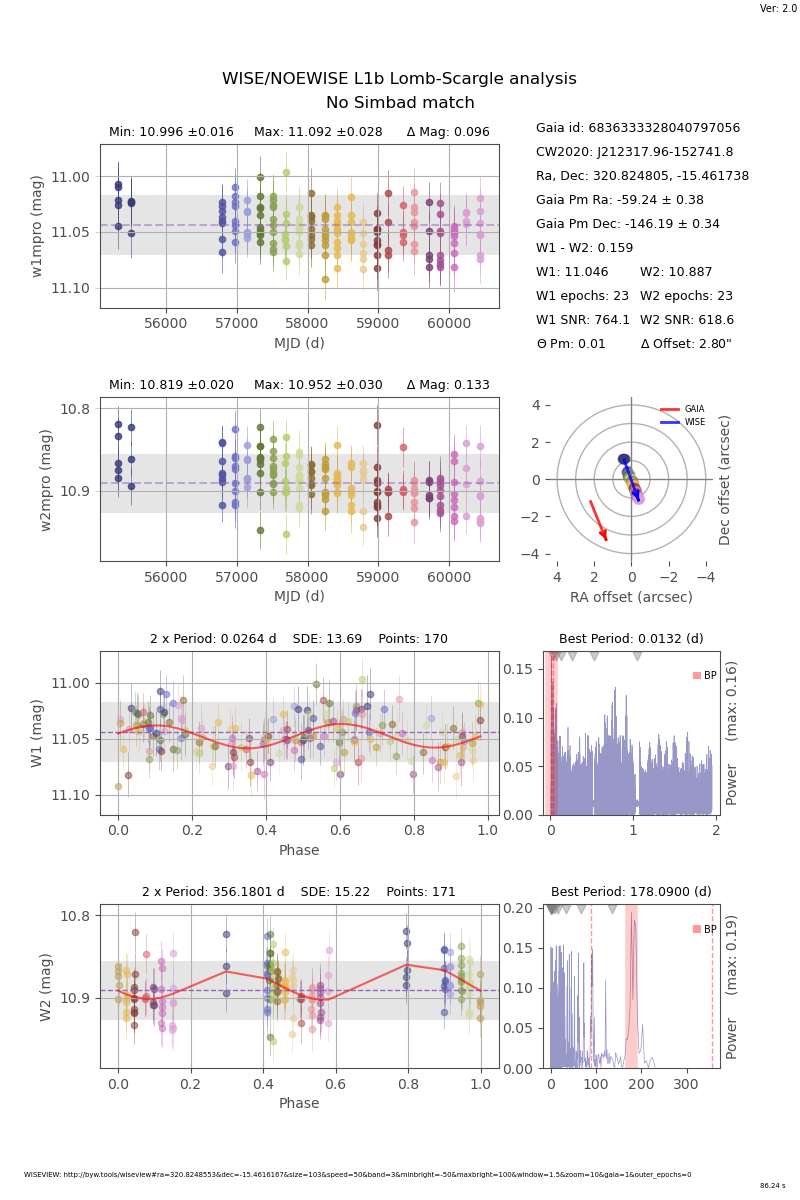 Ver: 2.0
WISE/NOEWISE L1b Lomb-Scargle analysis
No Simbad match
Min: 10.996 ±0.016 Max: 11.092 ±0.028 Δ Mag: 0.096
11.00
11.05
11.10
w1mpro (mag)
56000 57000 58000 59000 60000
MJD (d)
Gaia id: 6836333328040797056
CW2020: J212317.96-152741.8
Ra, Dec: 320.824805, -15.461738
Gaia Pm Ra: -59.24 ± 0.38
Gaia Pm Dec: -146.19 ± 0.34
W1 - W2: 0.159
W1: 11.046 W2: 10.887
W1 epochs: 23 W2 epochs: 23
W1 SNR: 764.1 W2 SNR: 618.6
Θ Pm: 0.01 Δ Offset: 2.80"
Min: 10.819 ±0.020 Max: 10.952 ±0.030 Δ Mag: 0.133
10.8
10.9
w2mpro (mag)
56000 57000 58000 59000 60000
MJD (d)
GAIA
WISE
4
2
0
−2
−4
4 2 0 −2 −4
RA offset (arcsec)
Dec offset (arcsec)
2 x Period: 0.0264 d SDE: 13.69 Points: 170
11.00
11.05
11.10
W1 (mag)
0.0 0.2 0.4 0.6 0.8 1.0
Phase
Best Period: 0.0132 (d)
BP
0.15
0.10
0.05
0.00
0 1 2
Power (max: 0.16)
2 x Period: 356.1801 d SDE: 15.22 Points: 171
10.8
10.9
W2 (mag)
0.0 0.2 0.4 0.6 0.8 1.0
Phase
Best Period: 178.0900 (d)
BP
0.20
0.15
0.10
0.05
0.00
0 100 200 300
Power (max: 0.19)
WISEVIEW: http://byw.tools/wiseview#ra=320.8248553&dec=-15.4616167&size=103&speed=50&band=3&minbright=-50&maxbright=100&window=1.5&zoom=10&gaia=1&outer_epochs=0
86.24 s